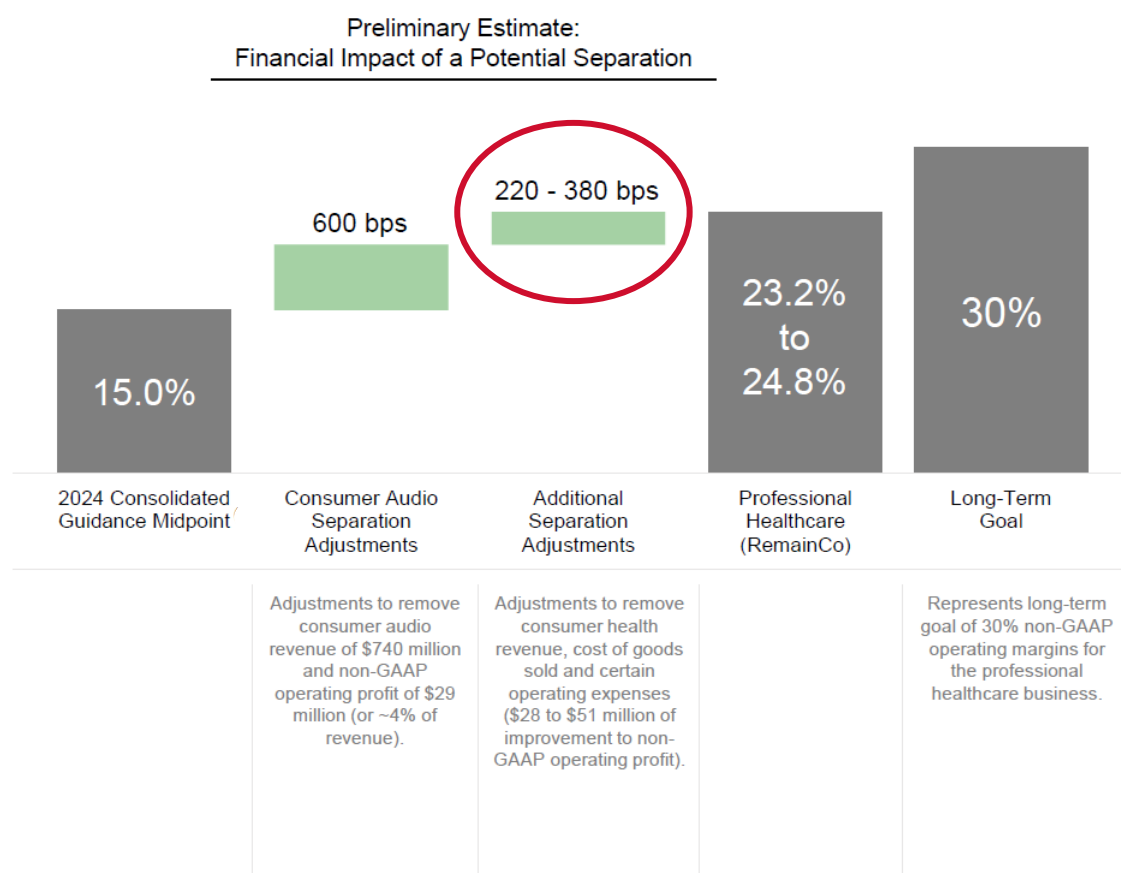 Preliminary Estimate:
Financial Impact of a Potential Separation
220 - 380 bps
600 bps
15.0%
23.2%
to
24.8%
30%
2024 Consolidated
Guidance Midpoint
Consumer Audio
Separation
Adjustments
Additional
Separation
Adjustments
Professional
Healthcare
(RemainCo)
Long-Term
Goal
Adjustments to remove
consumer audio
revenue of $740 million
and non-GAAP
operating profit of $29
million (or ~4% of
revenue).
Adjustments to remove
consumer health
revenue, cost of goods
sold and certain
operating expenses
($28 to $51 million of
improvement to non-
GAAP operating profit).
Represents long-term
goal of 30% non-GAAP
operating margins for
the professional
healthcare business.